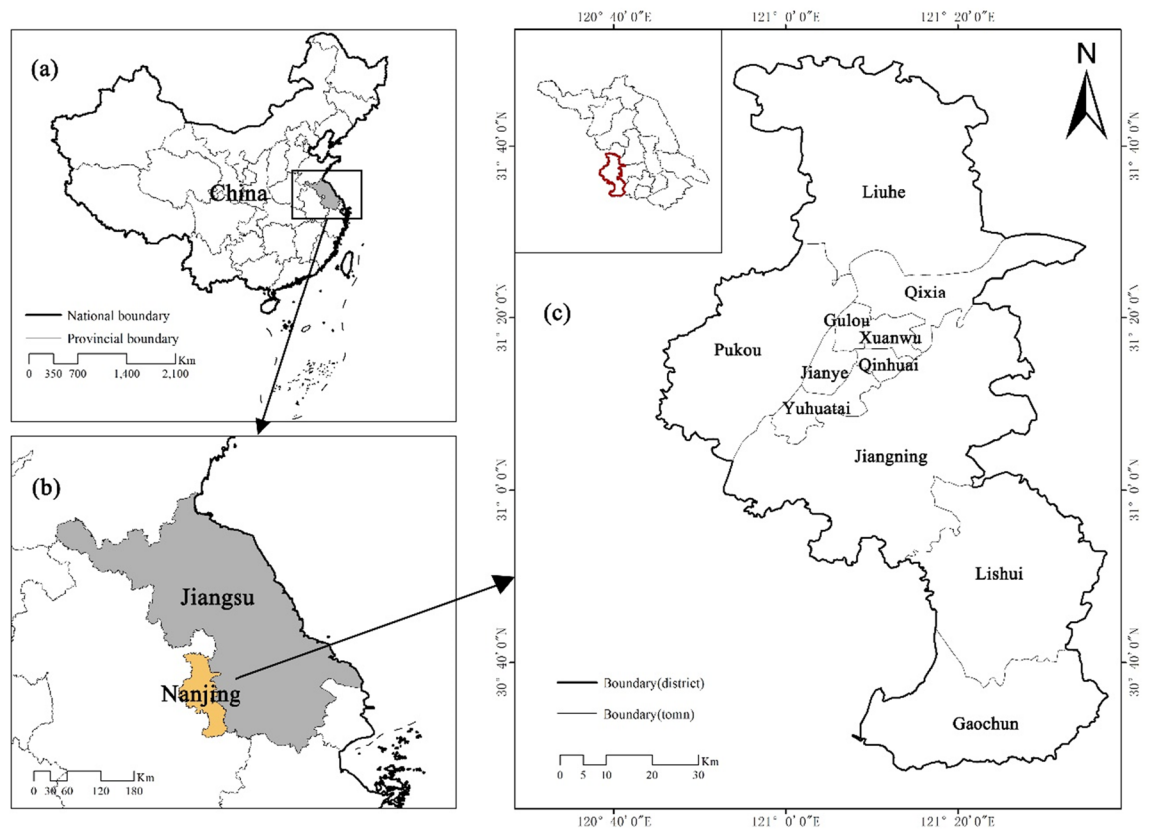 (a)
China
National boundary
Provincial boundary
0 350 700 1,400 2,100 Km
(b)
Jiangsu
Nanjing
0 30 60 120 180 Km
120° 40′ 0″E 121° 0′ 0″E 121° 20′ 0″E
N
31° 40′ 0″N
31° 40′ 0″N
Liuhe
Qixia
(c)
31° 20′ 0″N
31° 20′ 0″N
Gulou
Xuanwu
Pukou
Qinhuai
Jianye
Yuhuatai
Jiangning
31° 0′ 0″N
31° 0′ 0″N
Lishui
30° 40′ 0″N
30° 40′ 0″N
Boundary(district)
Boundary(tomn)
Gaochun
0 5 10 20 30 Km
120° 40′ 0″E 121° 0′ 0″E 121° 20′ 0″E